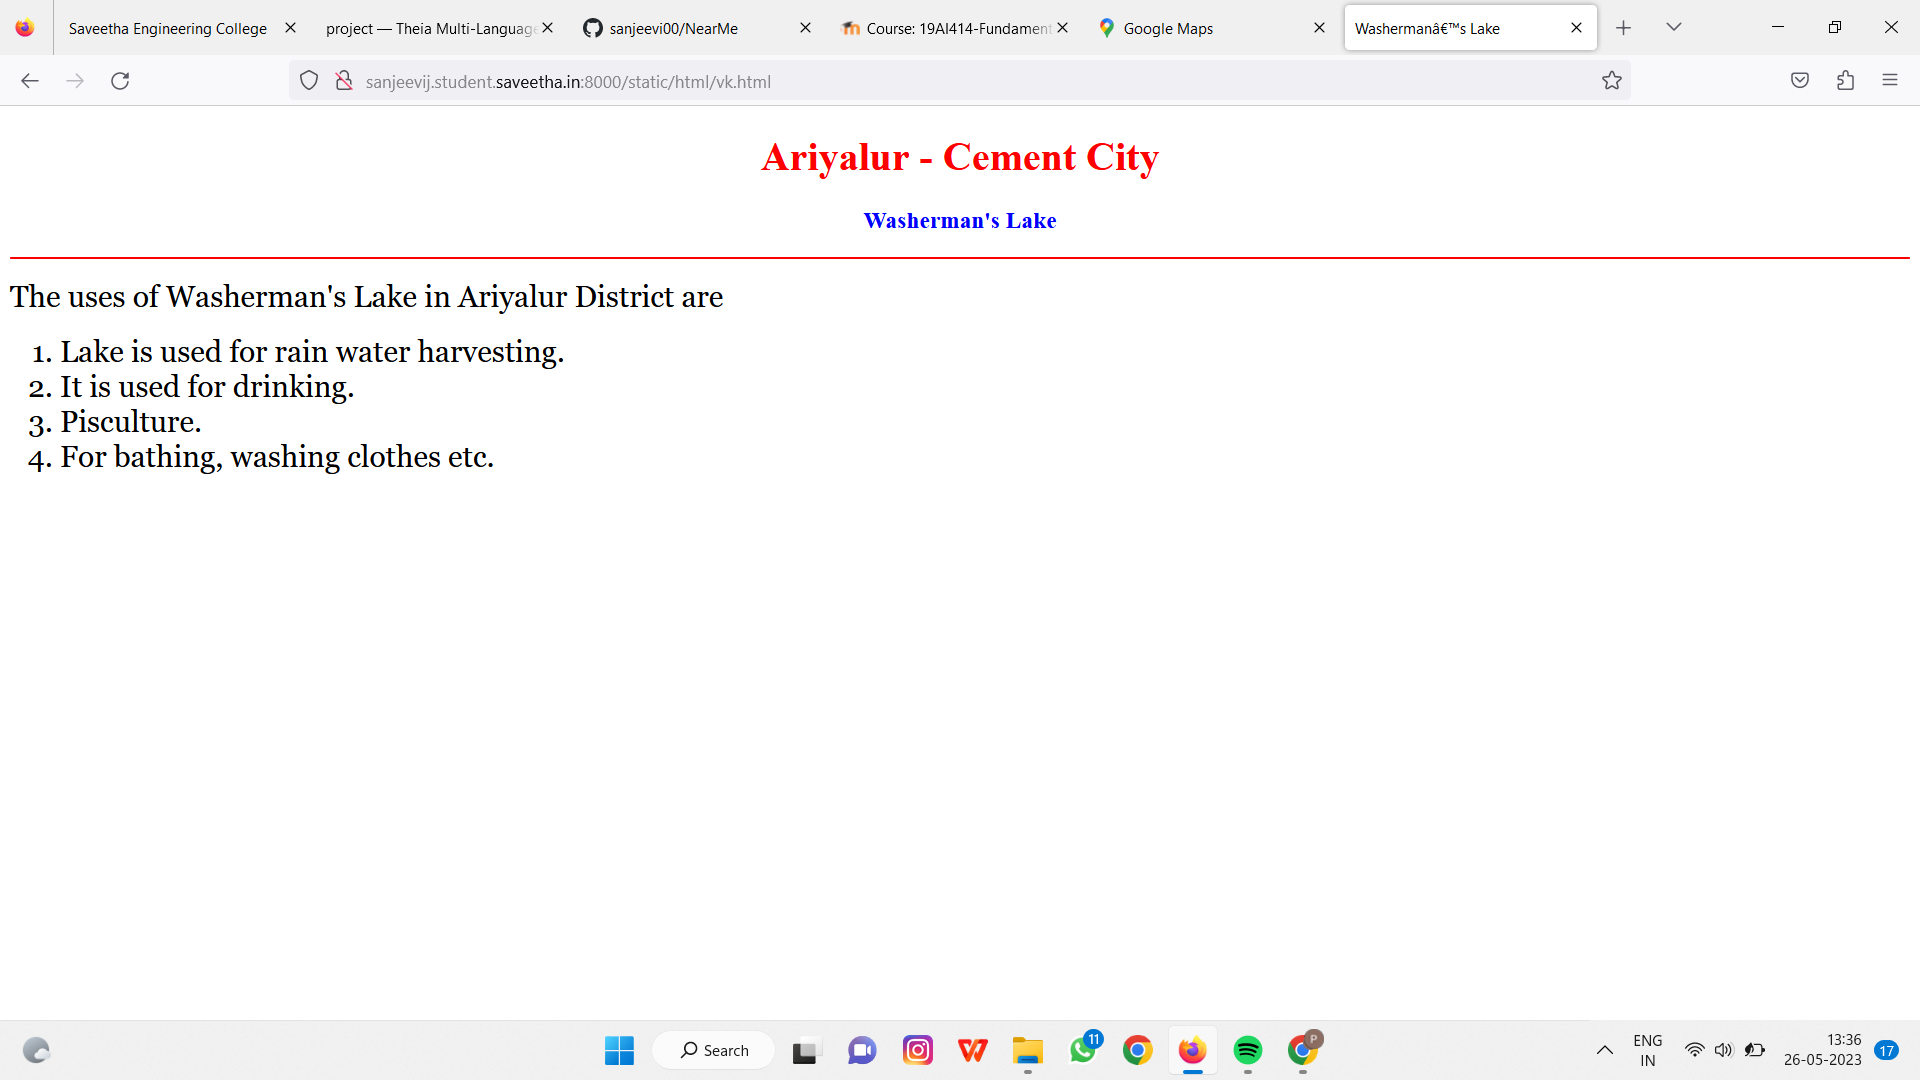 Saveetha Engineering College
project — Theia Multi-Language
sanjeevi00/NearMe
Course: 19AI414-Fundament
Google Maps
Washermanâ€™s Lake
sanjeevij.student.saveetha.in:8000/static/html/vk.html
Ariyalur - Cement City
Washerman's Lake
The uses of Washerman's Lake in Ariyalur District are
1. Lake is used for rain water harvesting.
2. It is used for drinking.
3. Pisculture.
4. For bathing, washing clothes etc.
Search
11
P
ENG
IN
13:36
26-05-2023
17